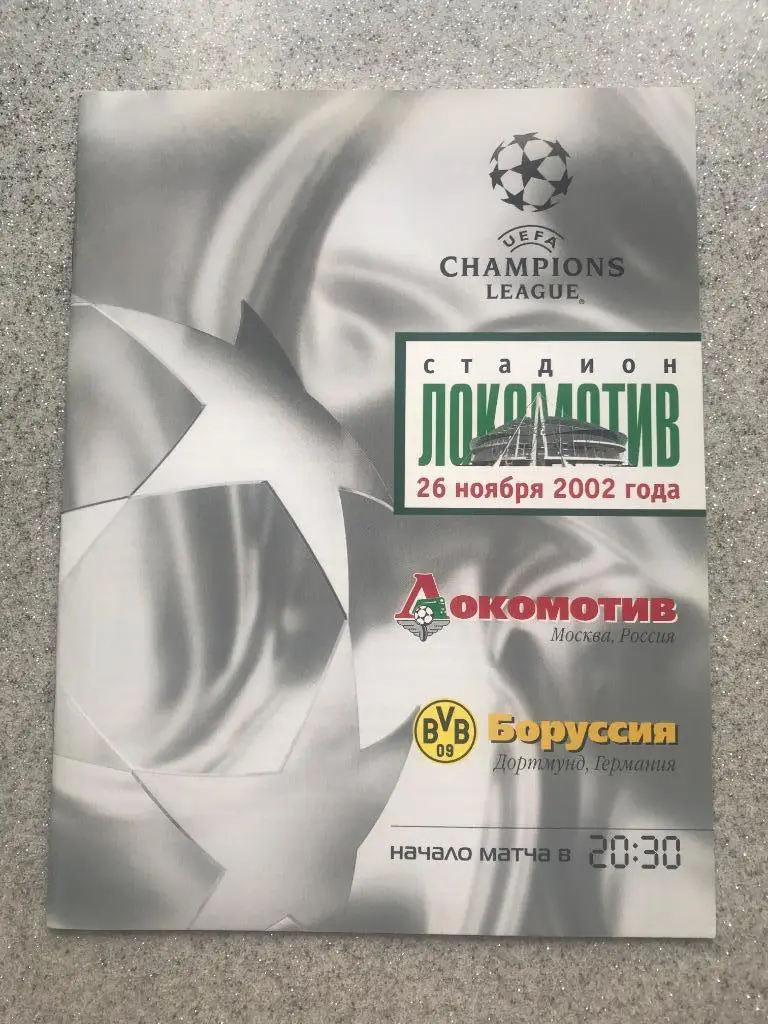 UEFA
CHAMPIONS
LEAGUE®
стадион
ЛОКОМОТИВ
26 ноября 2002 года
Локомотив
Москва, Россия
BVB
09
Боруссия
Дортмунд, Германия
начало матча в 20:30